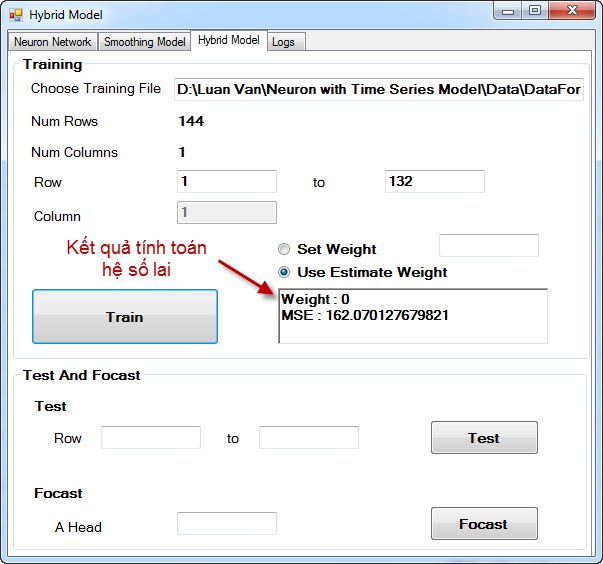 Hybrid Model
Neuron Network Smoothing Model Hybrid Model Logs
Training
Choose Training File D:\Luan Van\Neuron with Time Series Model\Data\DataFor
Num Rows 144
Num Columns 1
Row 1 to 132
Column 1
Kết quả tính toán
hệ số lai
Set Weight
Use Estimate Weight
Train
Weight : 0
MSE : 162.070127679821
Test And Focast
Test
Row to Test
Focast
A Head Focast